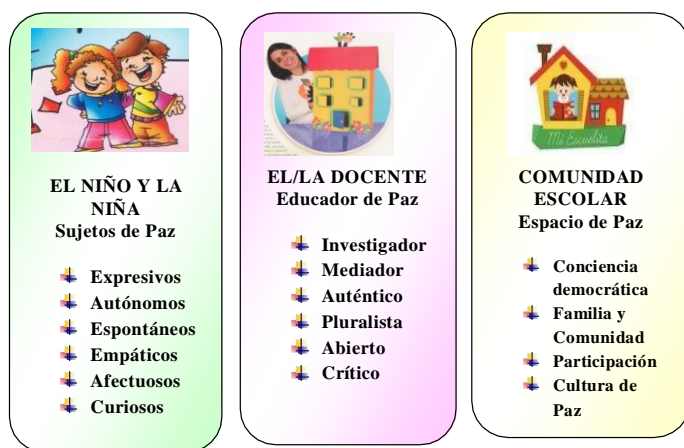 EL NIÑO Y LA
NIÑA
Sujetos de Paz
Expresivos
Autónomos
Espontáneos
Empáticos
Afectuosos
Curiosos
EL/LA DOCENTE
Educador de Paz
Investigador
Mediador
Auténtico
Pluralista
Abierto
Crítico
Mi Escuelita
COMUNIDAD
ESCOLAR
Espacio de Paz
Conciencia
democrática
Familia y
Comunidad
Participación
Cultura de
Paz